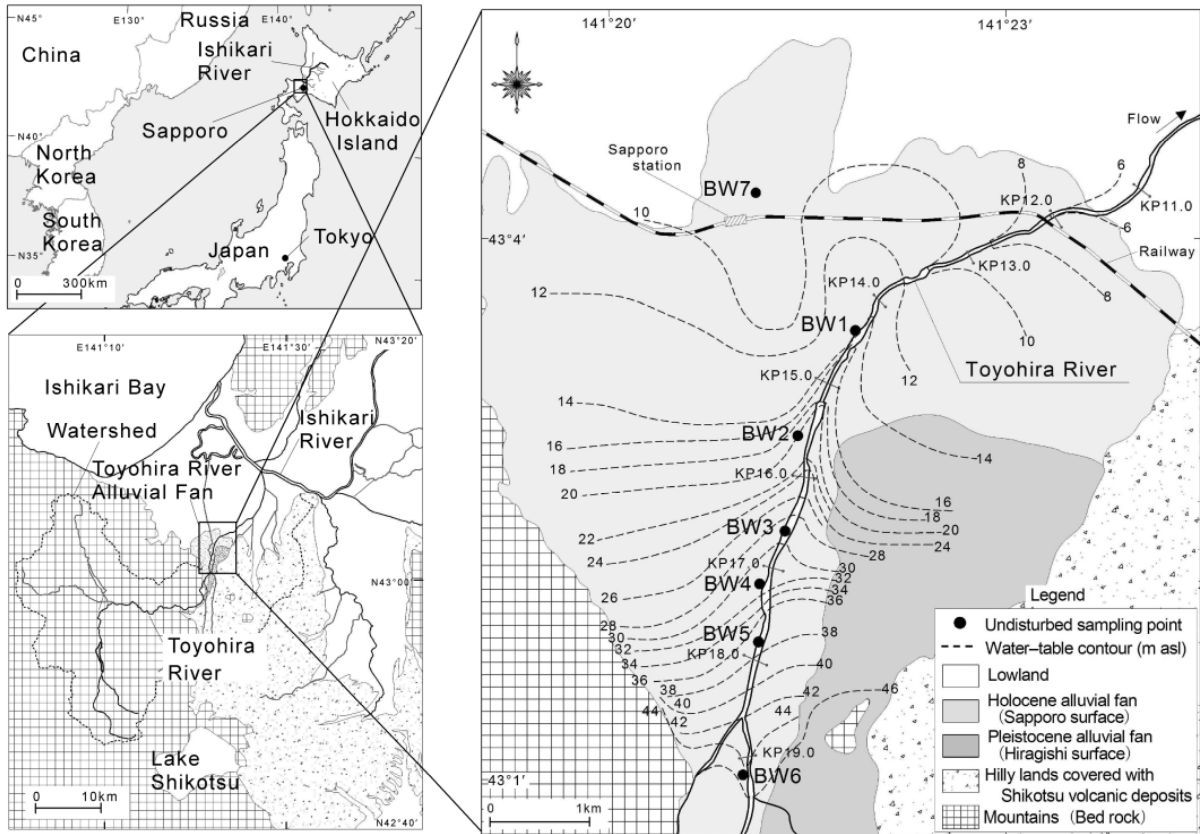 N45°
E130°
E140°
Russia
Ishikari
River
China
Sapporo
Hokkaido
Island
N40°
North
Korea
South
Korea
Japan
Tokyo
N35°
0
300km
E141°10′
E141°30′
N43°20′
Ishikari Bay
Ishikari
River
Watershed
Toyohira River
Alluvial Fan
N43°00′
Toyohira
River
Lake
Shikotsu
0
10km
N42°40′
141°20′
141°23′
Flow
Sapporo
station
BW7
8
6
KP12.0
KP11.0
10
6
43°4′
KP13.0
Railway
KP14.0
8
12
BW1
10
KP15.0
12
Toyohira River
14
BW2
16
14
18
KP16.0
20
16
18
BW3
20
22
24
24
28
KP17.0
30
26
BW4
32
34
28
36
30
BW5
38
32
KP18.0
34
40
36
38
42
46
40
44
44
42
KP19.0
43°1′
BW6
0
1km
Legend
Undisturbed sampling point
Water–table contour (m asl)
Lowland
Holocene alluvial fan
(Sapporo surface)
Pleistocene alluvial fan
(Hiragishi surface)
Hilly lands covered with
Shikotsu volcanic deposits
Mountains (Bed rock)